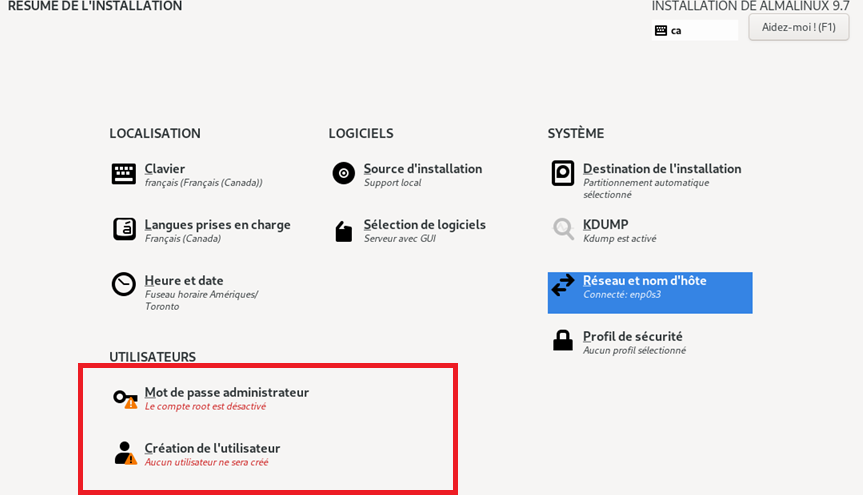 RÉSUMÉ DE L'INSTALLATION
INSTALLATION DE ALMALINUX 9.7
ca
Aidez-moi ! (F1)
LOCALISATION
Clavier
français (Français (Canada))
Langues prises en charge
Français (Canada)
Heure et date
Fuseau horaire Amériques/
Toronto
LOGICIELS
Source d'installation
Support local
Sélection de logiciels
Serveur avec GUI
SYSTÈME
Destination de l'installation
Partitionnement automatique
sélectionné
KDUMP
Kdump est activé
Réseau et nom d'hôte
Connecté: enp0s3
Profil de sécurité
Aucun profil sélectionné
UTILISATEURS
Mot de passe administrateur
Le compte root est désactivé
Création de l'utilisateur
Aucun utilisateur ne sera créé